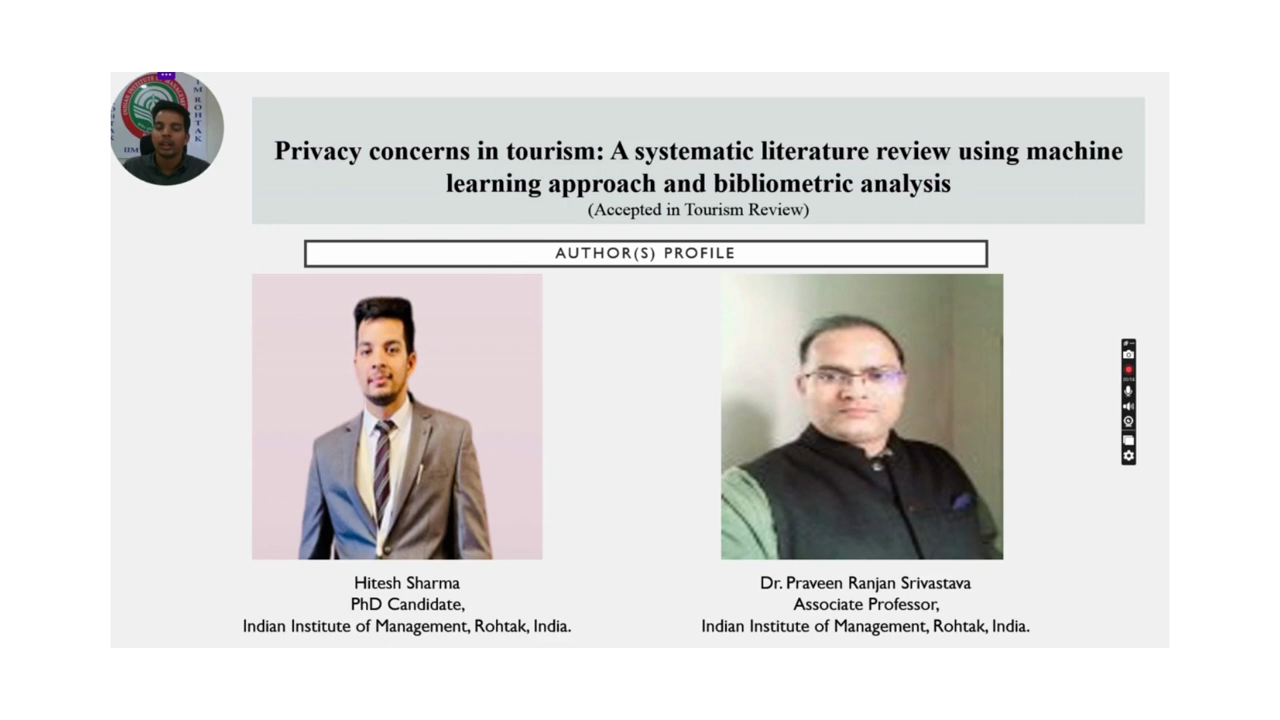 IIM ROHTAK
Privacy concerns in tourism: A systematic literature review using machine
learning approach and bibliometric analysis
(Accepted in Tourism Review)
AUTHOR(S) PROFILE
Hitesh Sharma
PhD Candidate,
Indian Institute of Management, Rohtak, India.
Dr. Praveen Ranjan Srivastava
Associate Professor,
Indian Institute of Management, Rohtak, India.